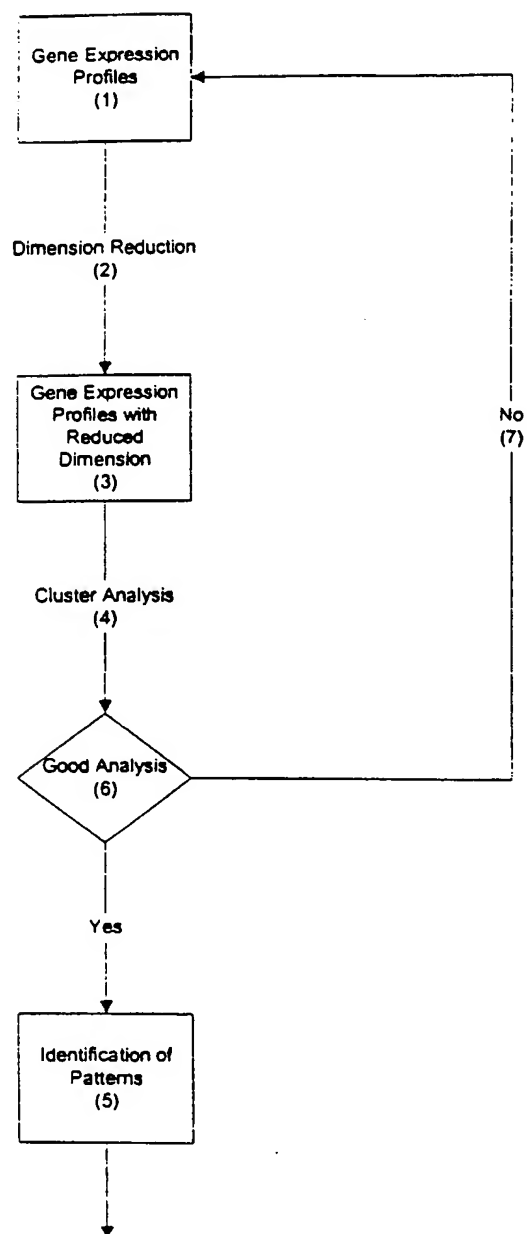 Gene Expression
Profiles
(1)
Dimension Reduction
(2)
Gene Expression
Profiles with
Reduced
Dimension
(3)
No
(7)
Cluster Analysis
(4)
Good Analysis
(6)
Yes
Identification of
Patterns
(5)